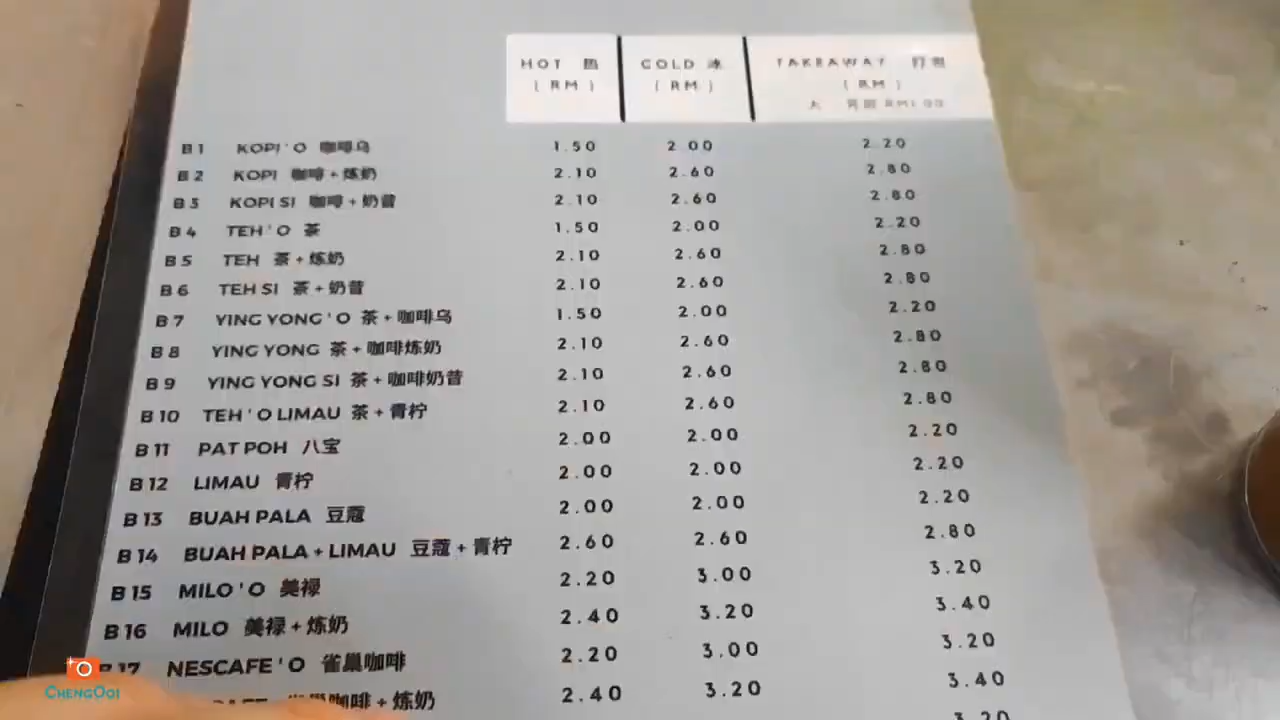 HOT 热 COLD 冰 TAKEAWAY 打包
(RM) (RM) (RM)
大
B1 KOPI'O 咖啡乌 1.50 2.00 2.20
B2 KOPI 咖啡+炼奶 2.10 2.60 2.80
B3 KOPI SI 咖啡+奶昔 2.10 2.60 2.80
B4 TEH'O 茶 1.50 2.00 2.20
B5 TEH 茶+炼奶 2.10 2.60 2.80
B6 TEH SI 茶+奶昔 2.10 2.60 2.80
B7 YING YONG'O 茶+咖啡乌 1.50 2.00 2.20
B8 YING YONG 茶+咖啡炼奶 2.10 2.60 2.80
B9 YING YONG SI 茶+咖啡奶昔 2.10 2.60 2.80
B10 TEH'O LIMAU 茶+青柠 2.10 2.60 2.80
B11 PAT POH 八宝 2.00 2.00 2.20
B12 LIMAU 青柠 2.00 2.00 2.20
B13 BUAH PALA 豆蔻 2.00 2.00 2.20
B14 BUAH PALA+LIMAU 豆蔻+青柠 2.60 2.60 2.80
B15 MILO'O 美禄 2.20 3.00 3.20
B16 MILO 美禄+炼奶 2.40 3.20 3.40
B17 NESCAFE'O 雀巢咖啡 2.20 3.00 3.20
咖啡+炼奶 2.40 3.20 3.40
3.20
CHENGOOI